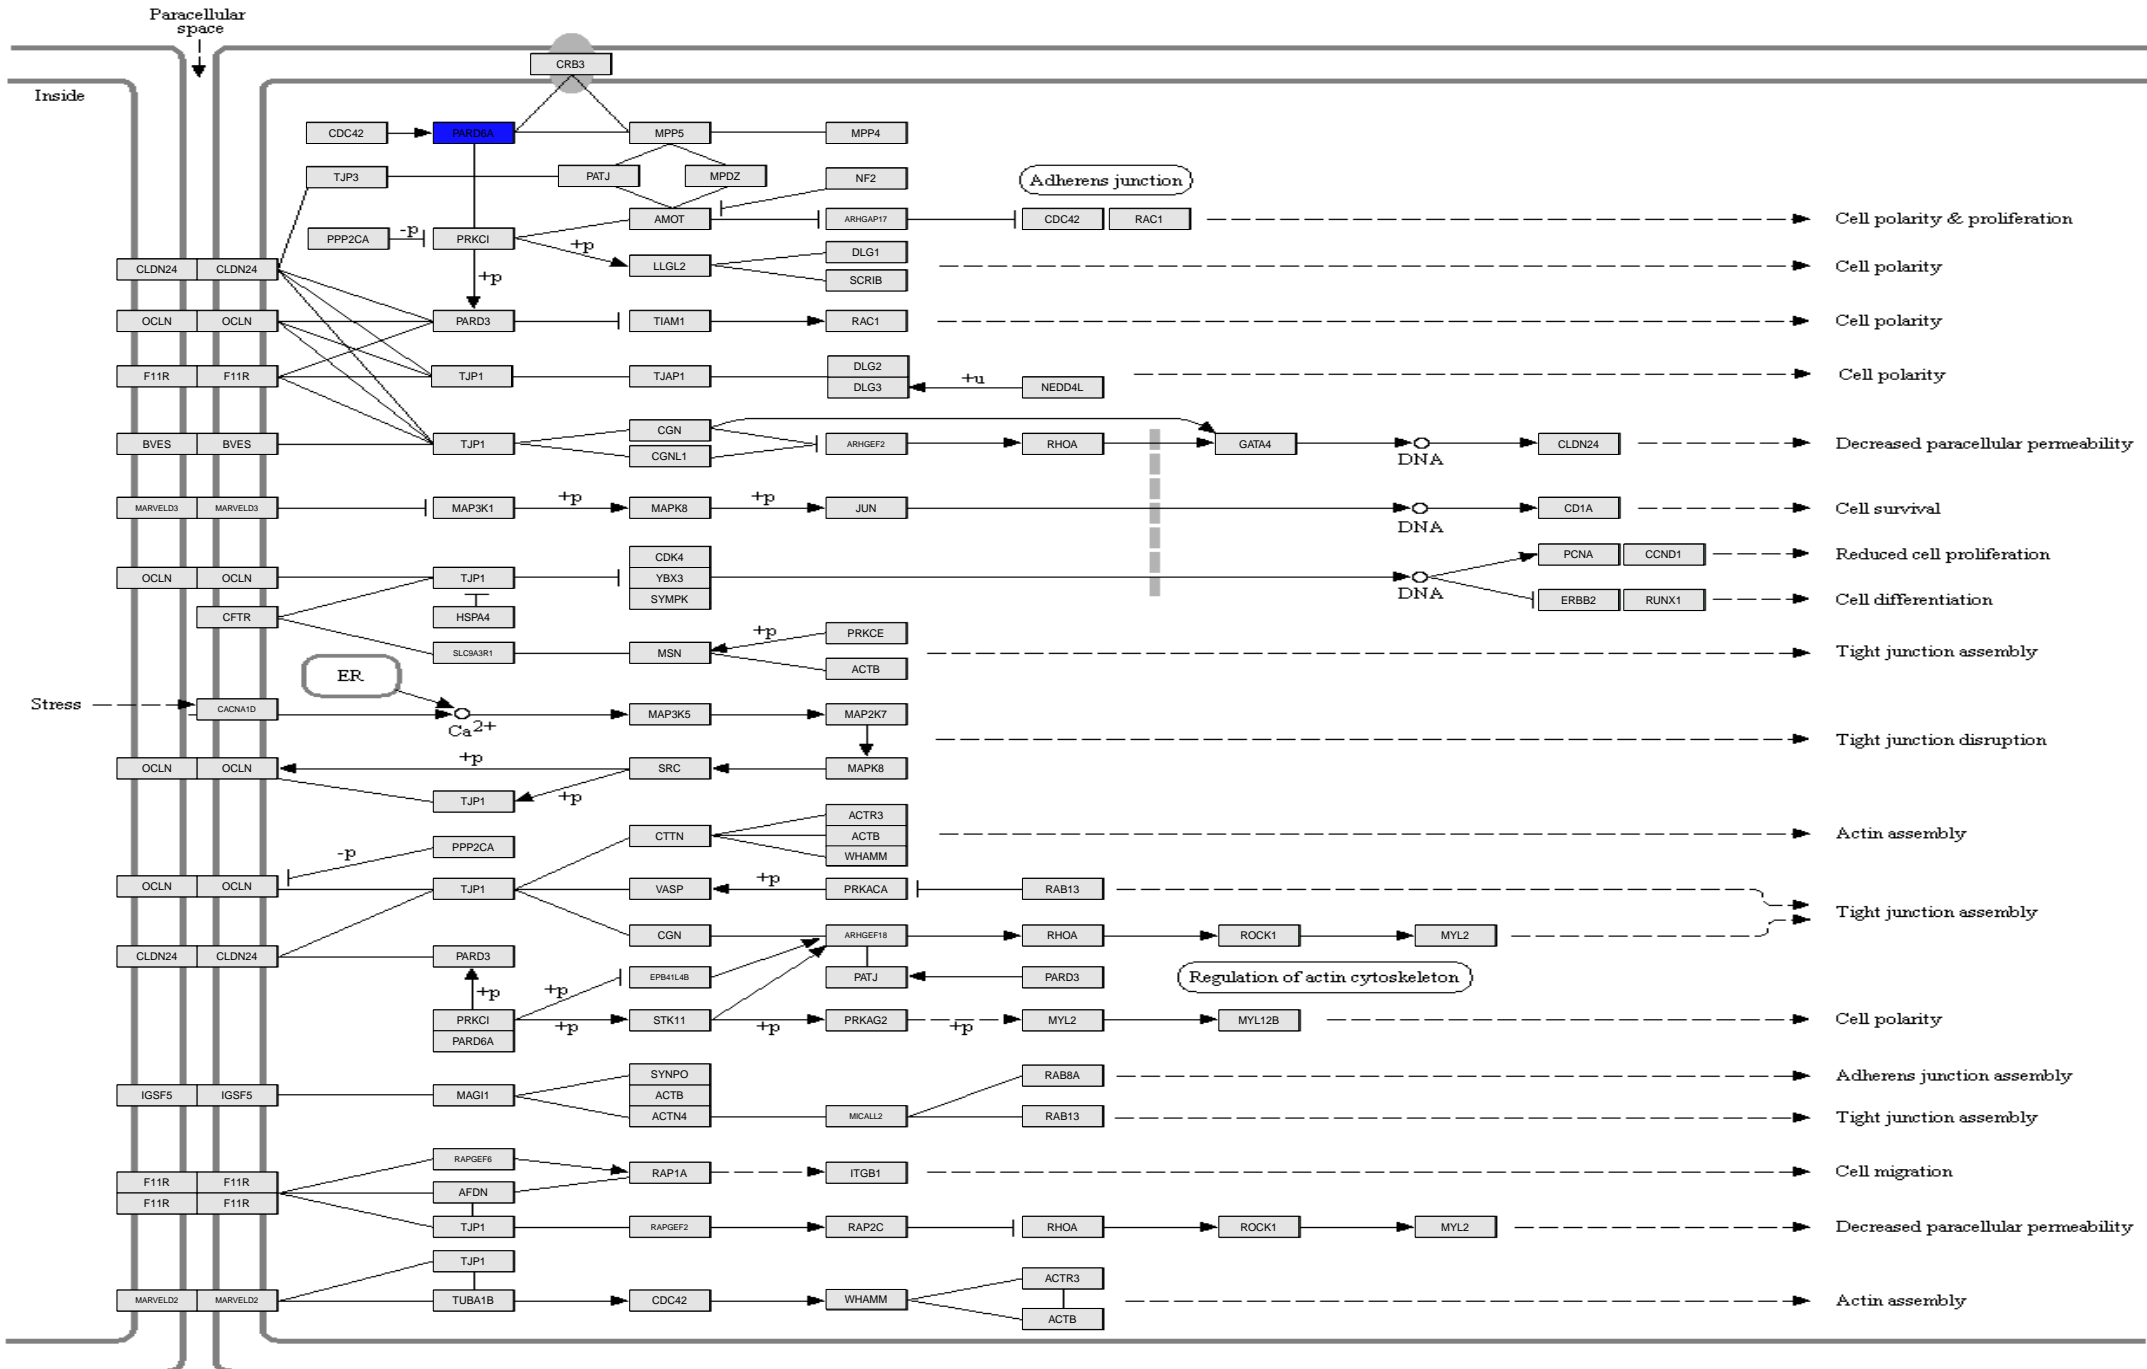 Paracellular
space
CRB3
Inside
CDC42 PARD6A MPP5 MPP4
TJP3 PATJ MPDZ NF2 Adherens junction
AMOT ARHGAP17 CDC42 RAC1 Cell polarity & proliferation
PPP2CA -p PRKCI +p
CLDN24 CLDN24 +p LLGL2 DLG1 Cell polarity
SCRIB
OCLN OCLN PARD3 TIAM1 RAC1 Cell polarity
F11R F11R TJP1 TJAP1 DLG2 Cell polarity
DLG3 +u NEDD4L
BVES BVES TJP1 CGN ARHGEF2 RHOA GATA4 DNA CLDN24 Decreased paracellular permeability
CGNL1
MARVELD3 MARVELD3 MAP3K1 +p MAPK8 +p JUN DNA CD1A Cell survival
CDK4 PCNA CCND1 Reduced cell proliferation
OCLN OCLN TJP1 YBX3 DNA
SYMPK ERBB2 RUNX1 Cell differentiation
CFTR HSPA4
SLC9A3R1 MSN +p PRKCE Tight junction assembly
ACTB
ER
Stress CACNA1D Ca2+ MAP3K5 MAP2K7
Tight junction disruption
OCLN OCLN +p SRC MAPK8
TJP1 +p
CTTN ACTR3
ACTB Actin assembly
WHAMM
-p PPP2CA
OCLN OCLN TJP1 VASP +p PRKACA RAB13
Tight junction assembly
CGN ARHGEF18 RHOA ROCK1 MYL2
CLDN24 CLDN24 PARD3
EPB41L4B PATJ PARD3 Regulation of actin cytoskeleton
+p +p
PRKCI +p STK11 +p PRKAG2 +p MYL2 MYL12B Cell polarity
PARD6A
SYNPO RAB8A Adherens junction assembly
IGSF5 IGSF5 MAGI1 ACTB
ACTN4 MICALL2 RAB13 Tight junction assembly
RAPGEF6
F11R F11R RAP1A ITGB1 Cell migration
F11R F11R AFDN
TJP1 RAPGEF2 RAP2C RHOA ROCK1 MYL2 Decreased paracellular permeability
TJP1
MARVELD2 MARVELD2 TUBA1B CDC42 WHAMM ACTR3 Actin assembly
ACTB